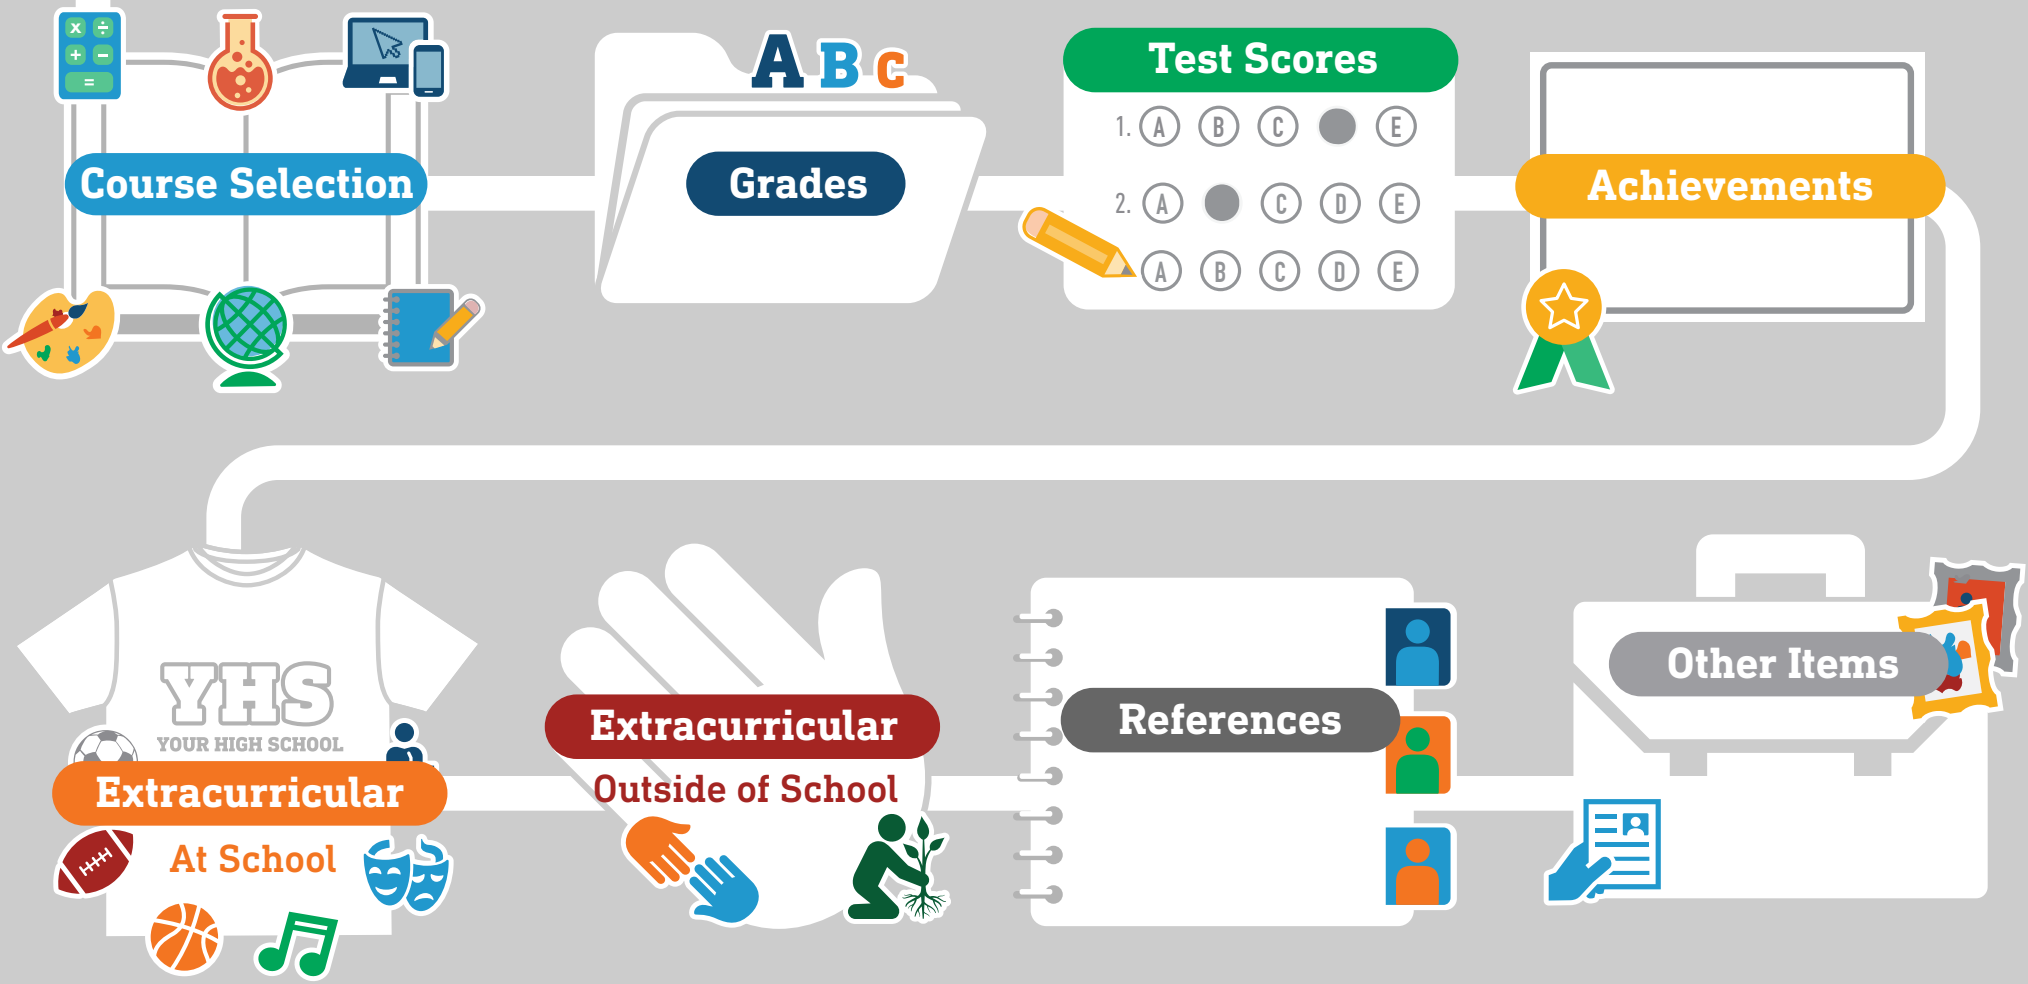 x ÷
+ −
=
Course Selection
A B C
Grades
Test Scores
1. A B C E
2. A C D E
A B C D E
Achievements
YHS
YOUR HIGH SCHOOL
Extracurricular
At School
Extracurricular
Outside of School
References
Other Items